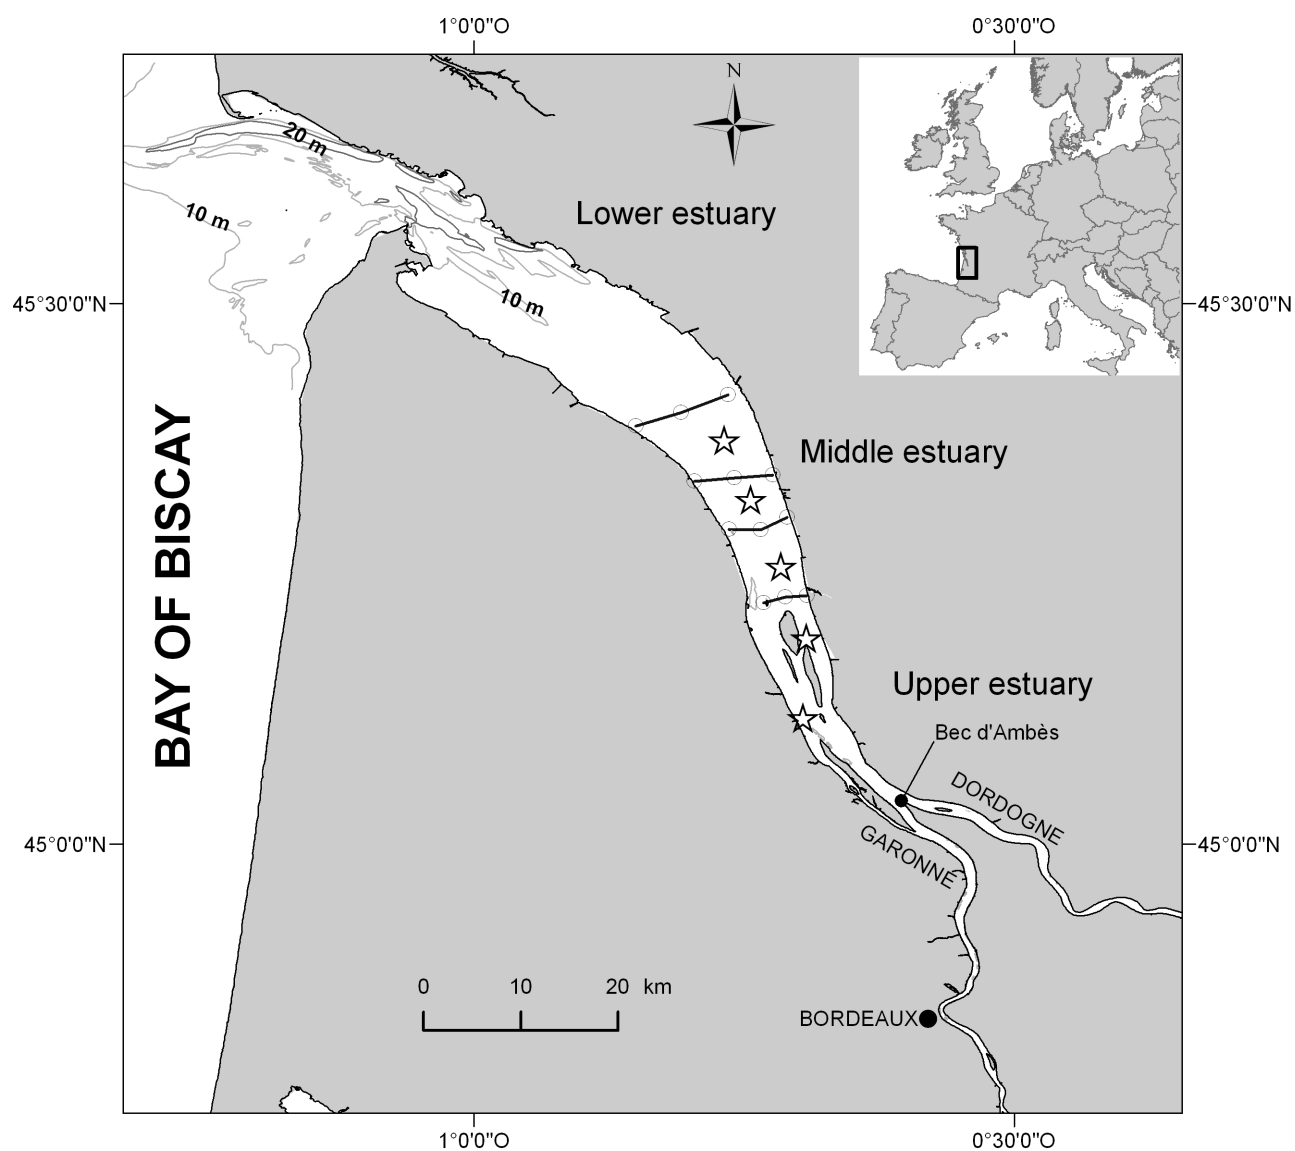 1°0'0"O
0°30'0"O
N
20 m
Lower estuary
10 m
10 m
45°30'0"N
45°30'0"N
BAY OF BISCAY
Middle estuary
Upper estuary
Bec d'Ambès
DORDOGNE
GARONNE
45°0'0"N
45°0'0"N
0 10 20 km
BORDEAUX
1°0'0"O
0°30'0"O